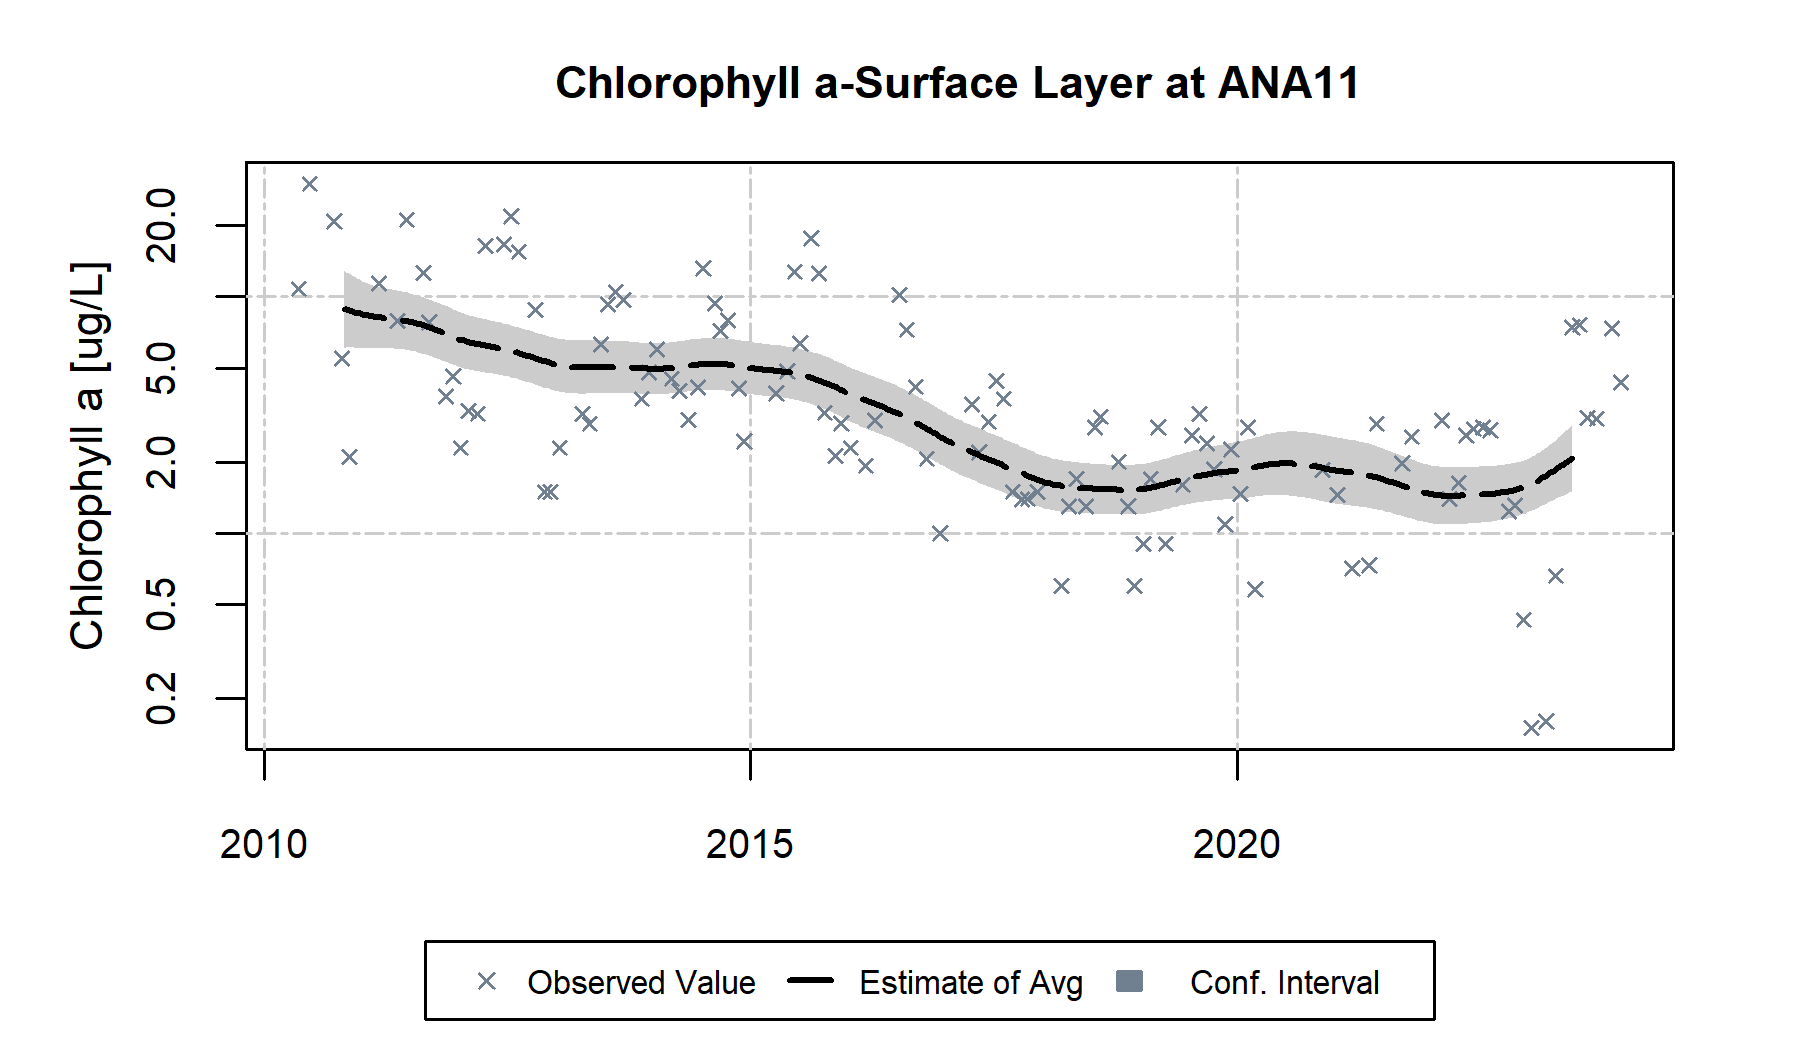 Chlorophyll a-Surface Layer at ANA11
Chlorophyll a [ug/L]
20.0
5.0
2.0
0.5
0.2
2010 2015 2020
Observed Value Estimate of Avg Conf. Interval